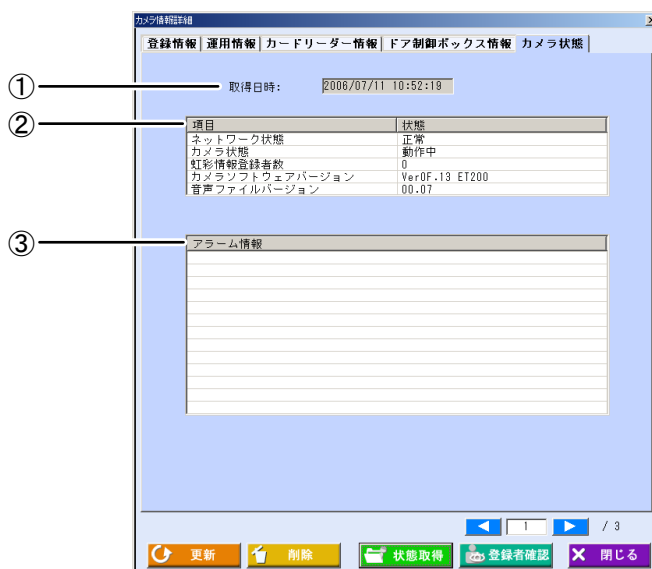 カメラ情報詳細
登録情報 運用情報 カードリーダー情報 ドア制御ボックス情報 カメラ状態
① 取得日時: 2006/07/11 10:52:19
② 項目 状態
ネットワーク状態 正常
カメラ状態 動作中
虹彩情報登録者数 0
カメラソフトウェアバージョン Ver0F.13 ET200
音声ファイルバージョン 00.07
③ アラーム情報
1 / 3
更新 削除 状態取得 登録者確認 閉じる